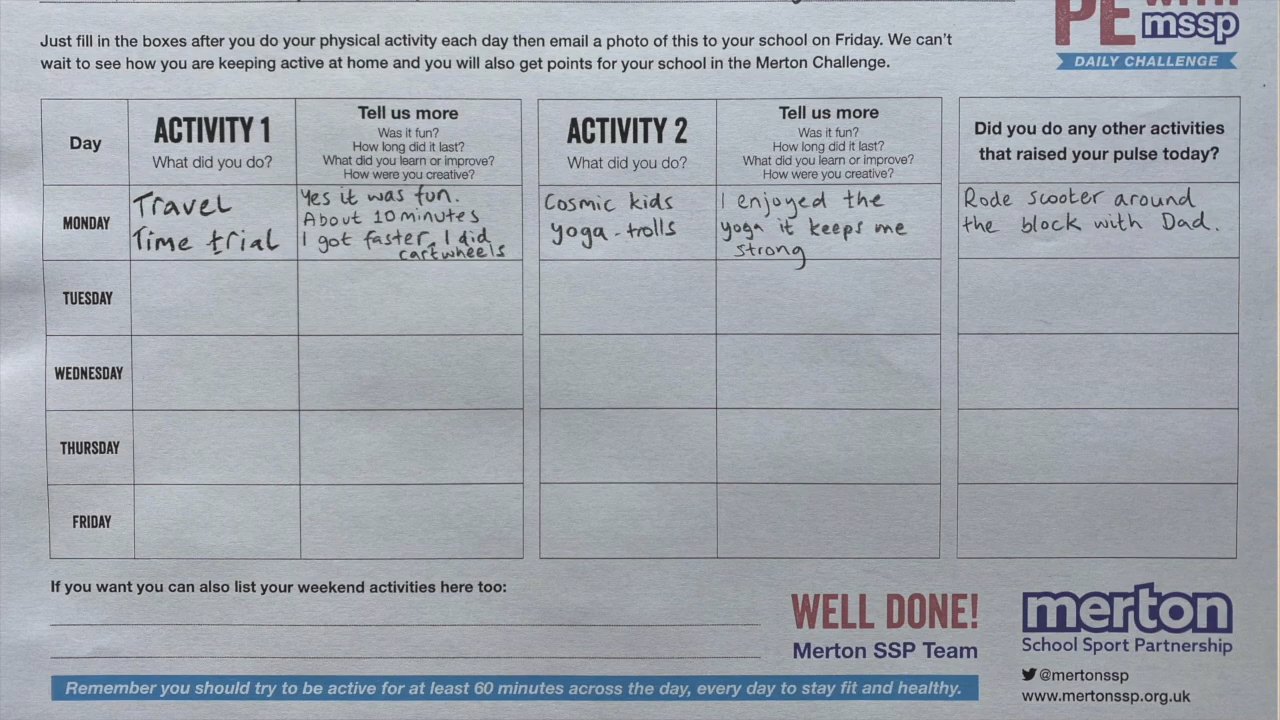 PE WITH
mssp
DAILY CHALLENGE
Just fill in the boxes after you do your physical activity each day then email a photo of this to your school on Friday. We can't
wait to see how you are keeping active at home and you will also get points for your school in the Merton Challenge.
Day
ACTIVITY 1
What did you do?
Tell us more
Was it fun?
How long did it last?
What did you learn or improve?
How were you creative?
ACTIVITY 2
What did you do?
Tell us more
Was it fun?
How long did it last?
What did you learn or improve?
How were you creative?
Did you do any other activities
that raised your pulse today?
MONDAY
Travel
Time trial
Yes it was fun.
About 10 minutes
I got faster, I did
cartwheels
Cosmic kids
yoga - trolls
I enjoyed the
yoga it keeps me
strong
Rode scooter around
the block with Dad.
TUESDAY
WEDNESDAY
THURSDAY
FRIDAY
If you want you can also list your weekend activities here too:
WELL DONE!
Merton SSP Team
merton
School Sport Partnership
@mertonssp
www.mertonssp.org.uk
Remember you should try to be active for at least 60 minutes across the day, every day to stay fit and healthy.